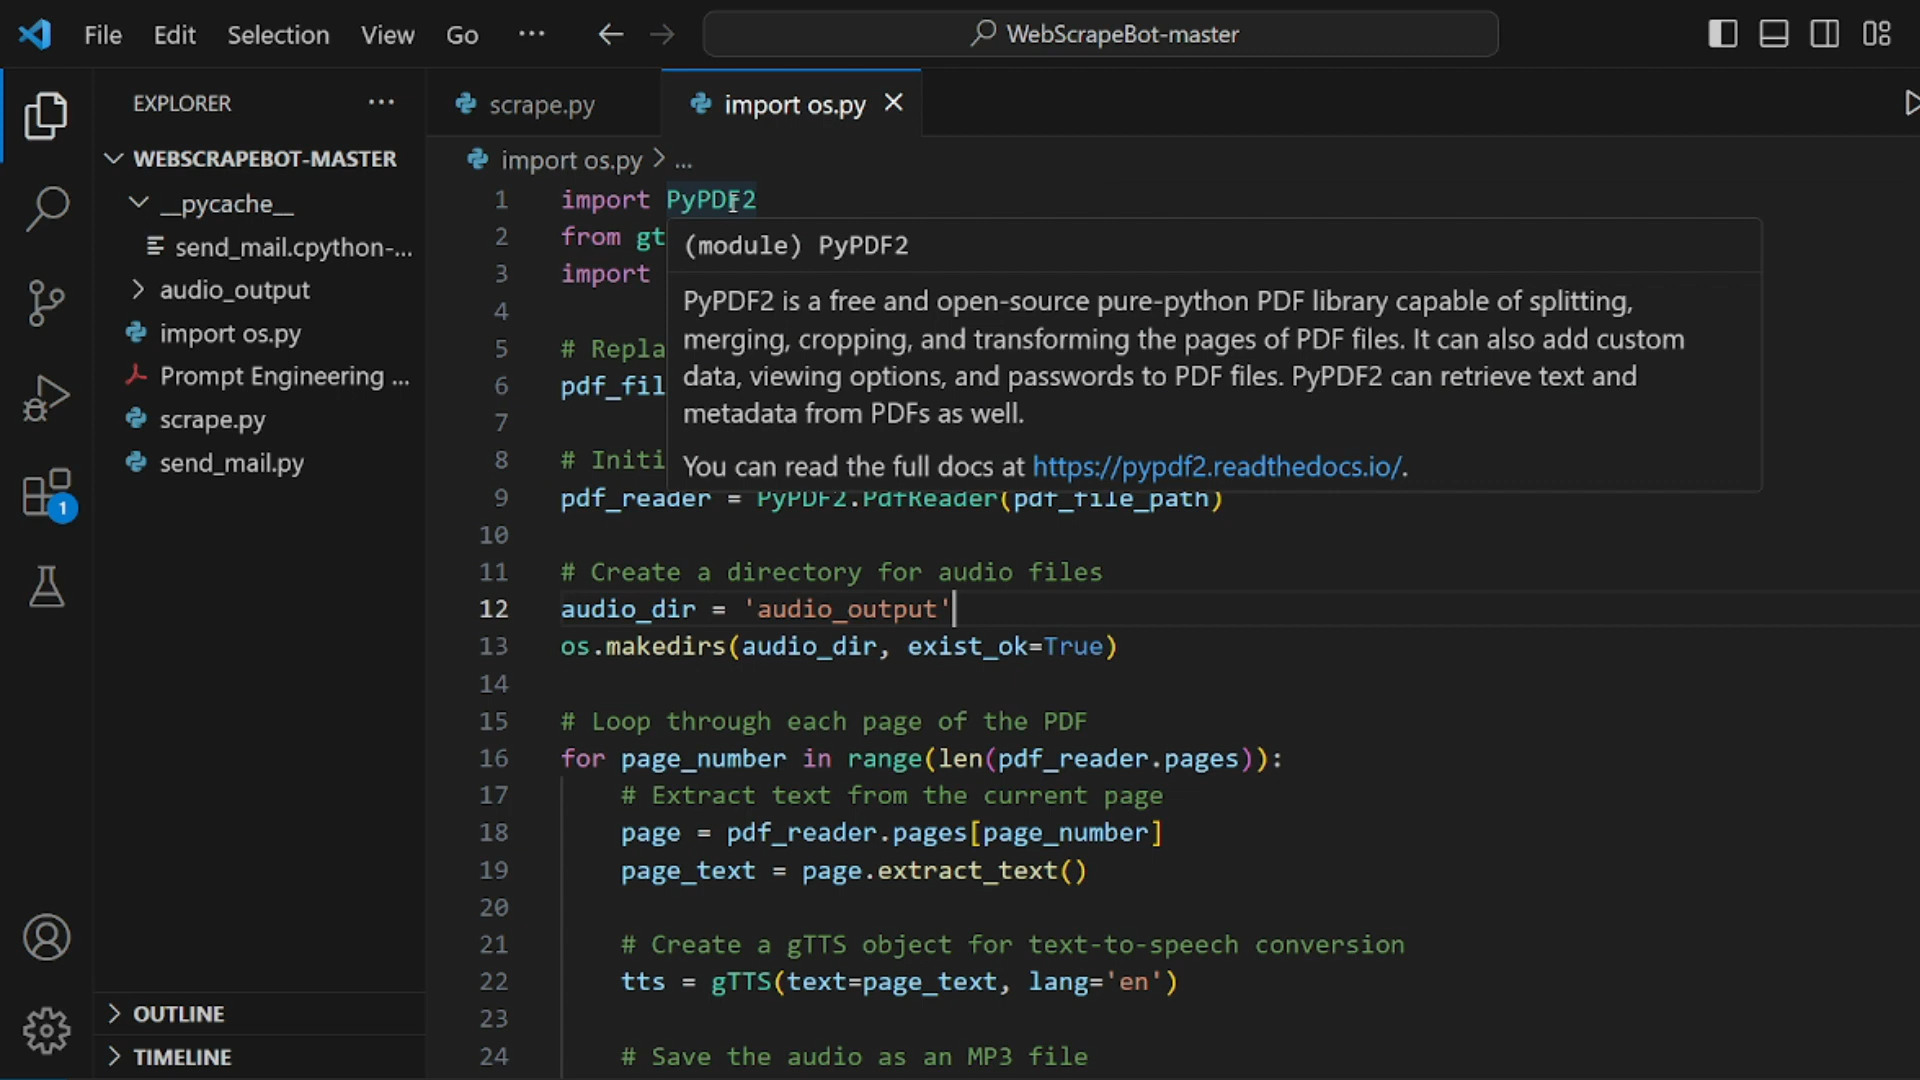 File Edit Selection View Go ··· WebScrapeBot-master
EXPLORER ···
WEBSCRAPEBOT-MASTER
__pycache__
send_mail.cpython-...
audio_output
import os.py
Prompt Engineering ...
scrape.py
send_mail.py
1
OUTLINE
TIMELINE
scrape.py import os.py
import os.py > ...
1 import PyPDF2
2 from gt
3 import
4
5 # Repla
6 pdf_fil
7
8 # Initi
(module) PyPDF2
PyPDF2 is a free and open-source pure-python PDF library capable of splitting,
merging, cropping, and transforming the pages of PDF files. It can also add custom
data, viewing options, and passwords to PDF files. PyPDF2 can retrieve text and
metadata from PDFs as well.
You can read the full docs at https://pypdf2.readthedocs.io/.
9 pdf_reader = PyPDF2.PdfReader(pdf_file_path)
10
11 # Create a directory for audio files
12 audio_dir = 'audio_output'
13 os.makedirs(audio_dir, exist_ok=True)
14
15 # Loop through each page of the PDF
16 for page_number in range(len(pdf_reader.pages)):
17 # Extract text from the current page
18 page = pdf_reader.pages[page_number]
19 page_text = page.extract_text()
20
21 # Create a gTTS object for text-to-speech conversion
22 tts = gTTS(text=page_text, lang='en')
23
24 # Save the audio as an MP3 file